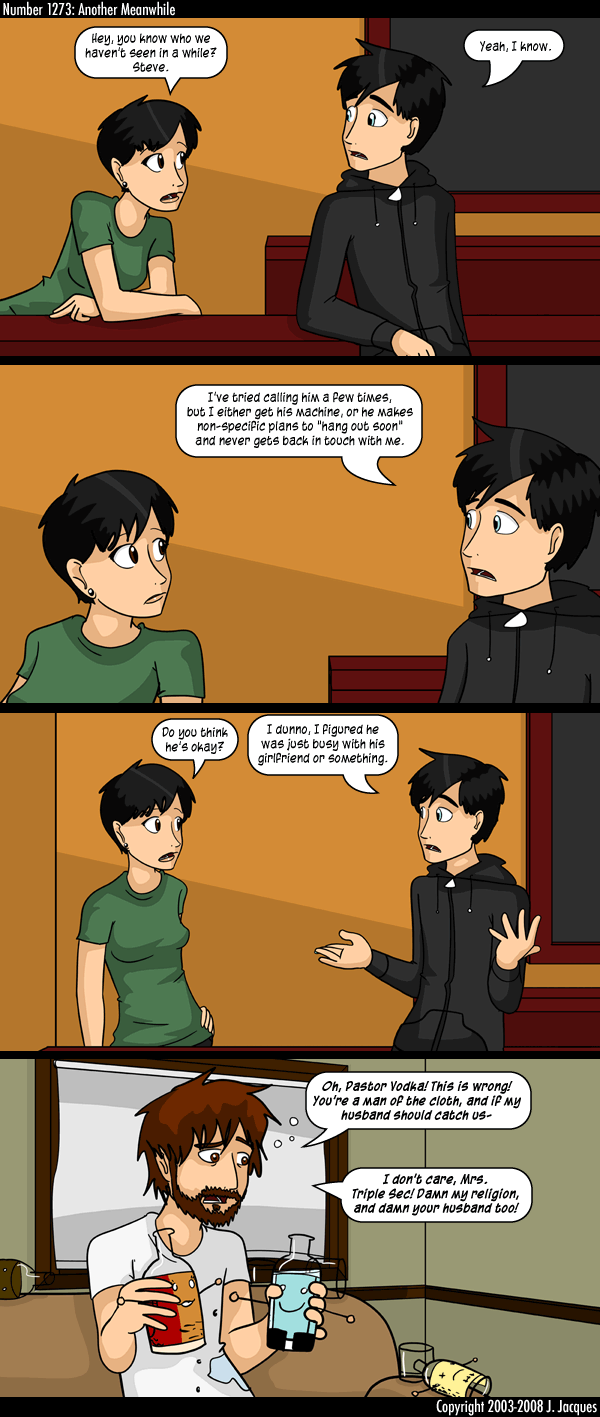 Number 1273: Another Meanwhile
Hey, you know who we
haven't seen in a while?
Steve.
Yeah, I know.
I've tried calling him a few times,
but I either get his machine, or he makes
non-specific plans to "hang out soon"
and never gets back in touch with me.
Do you think
he's okay?
I dunno, I figured he
was just busy with his
girlfriend or something.
Oh, Pastor Vodka! This is wrong!
You're a man of the cloth, and if my
husband should catch us-
I don't care, Mrs.
Triple Sec! Damn my religion,
and damn your husband too!
Copyright 2003-2008 J. Jacques